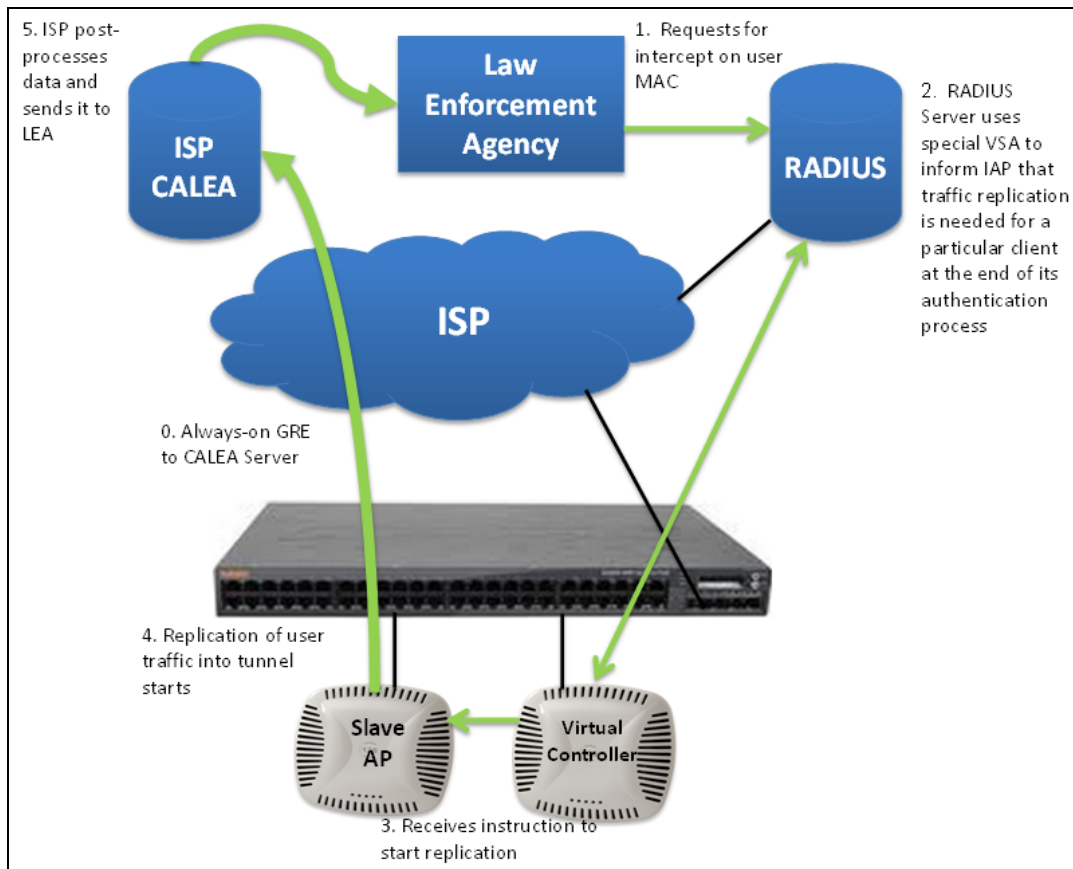 5. ISP post-
processes
data and
sends it to
LEA
ISP
CALEA
Law
Enforcement
Agency
1. Requests for
intercept on user
MAC
RADIUS
2. RADIUS
Server uses
special VSA to
inform IAP that
traffic replication
is needed for a
particular client
at the end of its
authentication
process
ISP
0. Always-on GRE
to CALEA Server
4. Replication of user
traffic into tunnel
starts
Slave
AP
Virtual
Controller
3. Receives instruction to
start replication